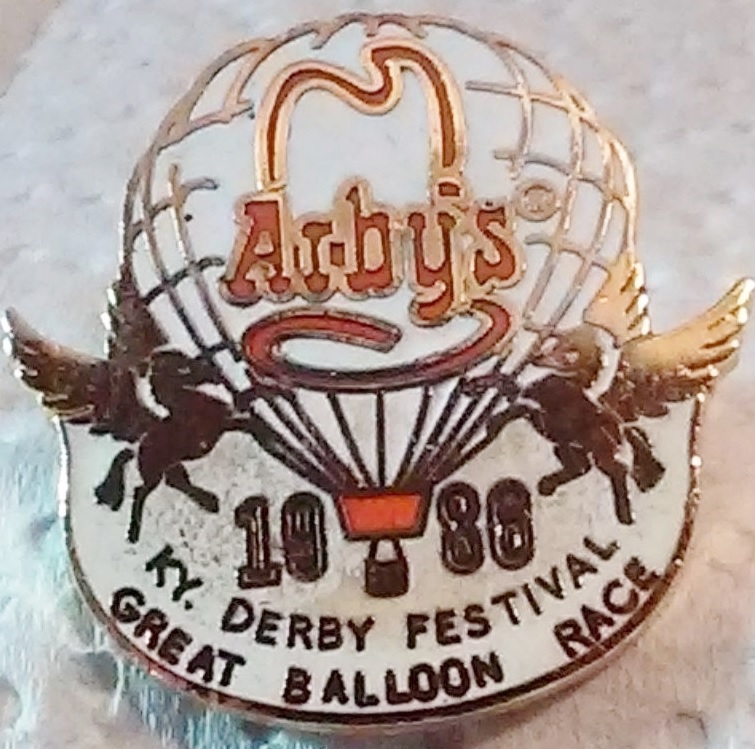 Arby's®
1986
KY. DERBY FESTIVAL
GREAT BALLOON RACE